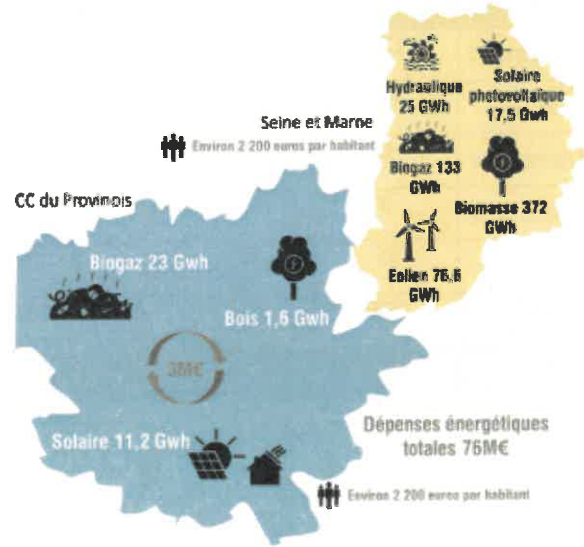 Hydraulique
25 GWh
Solaire
photovoltaïque
17,5 Gwh
Seine et Marne
Environ 2 200 euros par habitant
Biogaz 133
GWh
Biomasse 372
GWh
Eolien 76,6
GWh
CC du Provinois
Biogaz 23 Gwh
Bois 1,6 Gwh
3M€
Solaire 11,2 Gwh
Dépenses énergétiques
totales 76M€
Environ 2 200 euros par habitant